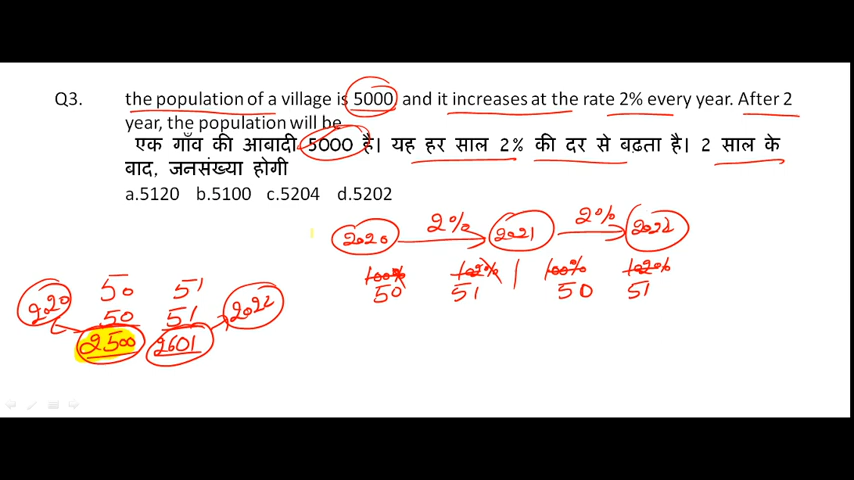 Q3. the population of a village is 5000 and it increases at the rate 2% every year. After 2
year, the population will be
एक गाँव की आबादी 5000 है। यह हर साल 2% की दर से बढ़ता है। 2 साल के
बाद, जनसंख्या होगी
a.5120 b.5100 c.5204 d.5202
2020 2% 2021 2% 2022
100% 102% 100% 102%
50 51 50 51
2020 50 51 2022
50 51
2500 2601